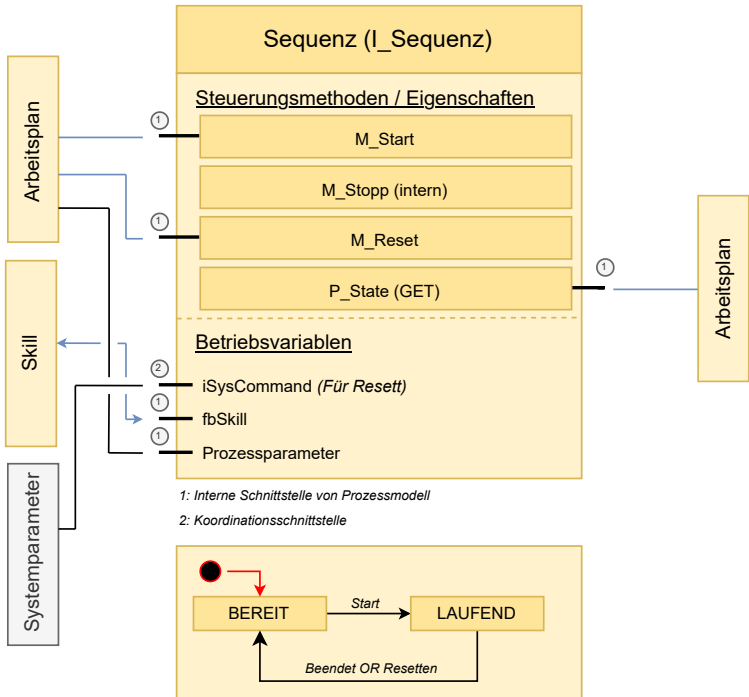 Sequenz (I_Sequenz)
Steuerungsmethoden / Eigenschaften
Arbeitsplan
1
M_Start
M_Stopp (intern)
1
M_Reset
1
P_State (GET)
Arbeitsplan
Skill
Betriebsvariablen
2
iSysCommand (Für Resett)
1
fbSkill
1
Prozessparameter
Systemparameter
1: Interne Schnittstelle von Prozessmodell
2: Koordinationsschnittstelle
BEREIT
Start
LAUFEND
Beendet OR Resetten